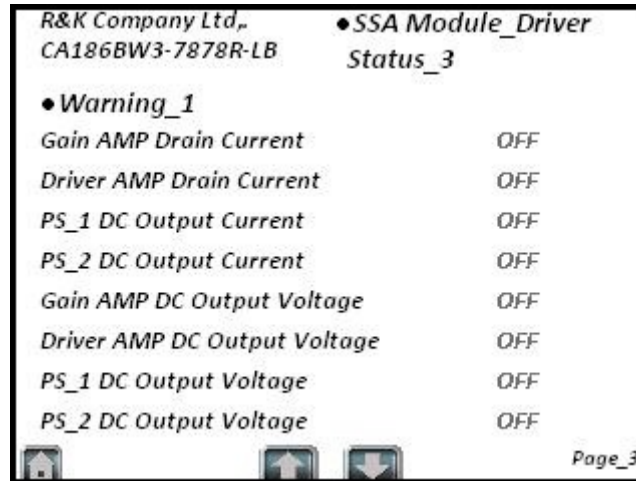 R&K Company Ltd,.
CA186BW3-7878R-LB
●SSA Module_Driver
Status_3
●Warning_1
Gain AMP Drain Current OFF
Driver AMP Drain Current OFF
PS_1 DC Output Current OFF
PS_2 DC Output Current OFF
Gain AMP DC Output Voltage OFF
Driver AMP DC Output Voltage OFF
PS_1 DC Output Voltage OFF
PS_2 DC Output Voltage OFF
Page_3